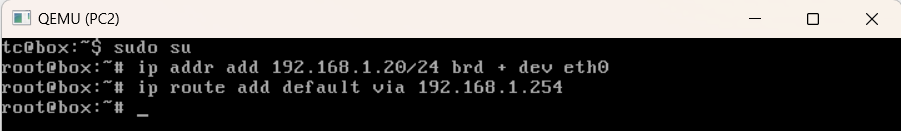 QEMU (PC2)
tc@box:~$ sudo su
root@box:~# ip addr add 192.168.1.20/24 brd + dev eth0
root@box:~# ip route add default via 192.168.1.254
root@box:~# _